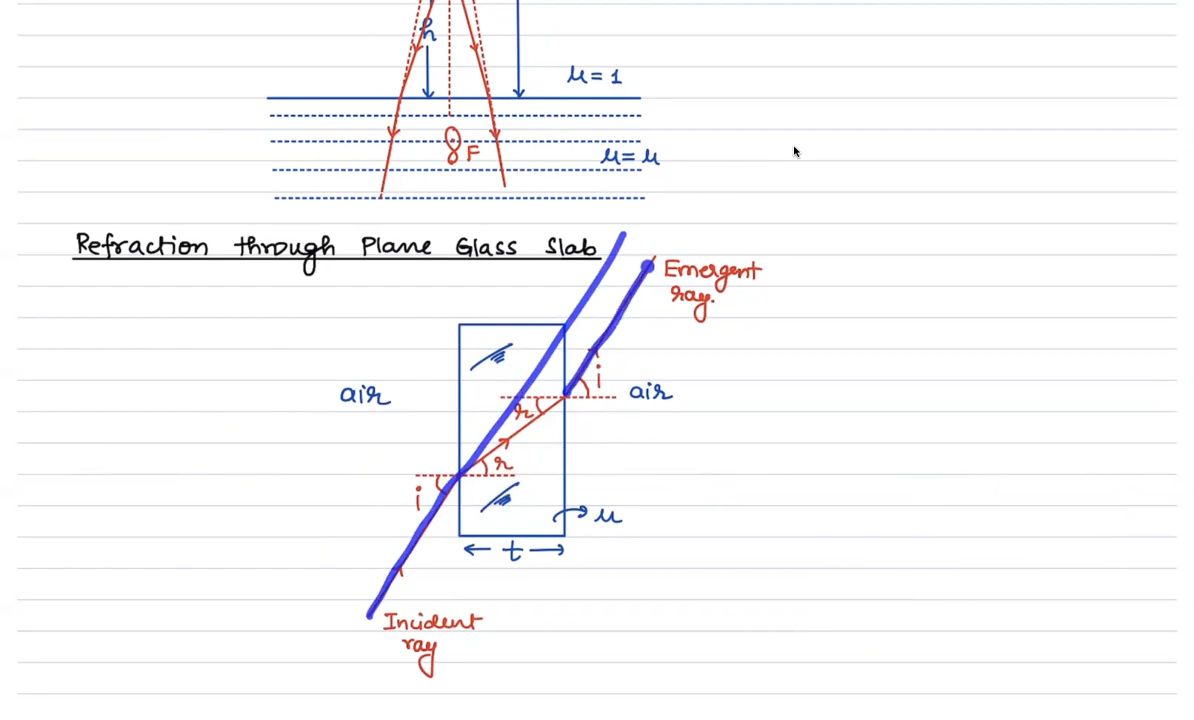 h
μ = 1
F
μ = μ
Refraction through Plane Glass Slab
Emergent
ray.
i
air
air
r
r
i
μ
t
Incident
ray